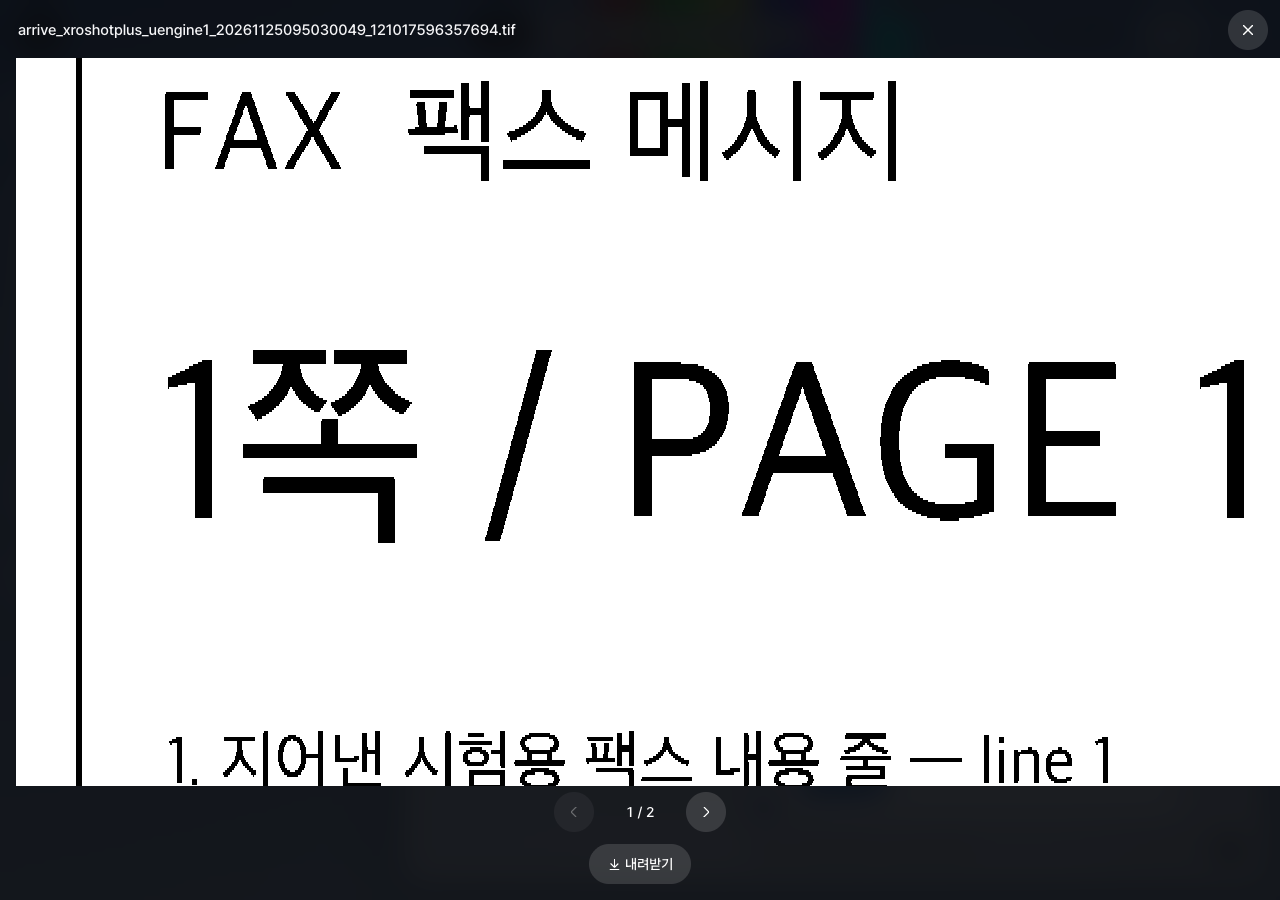 arrive_xroshotplus_uengine1_20261125095030049_121017596357694.tif
FAX 팩스 메시지
1쪽 / PAGE 1
1. 지어낸 시험용 팩스 내용 줄 — line 1
1 / 2
내려받기